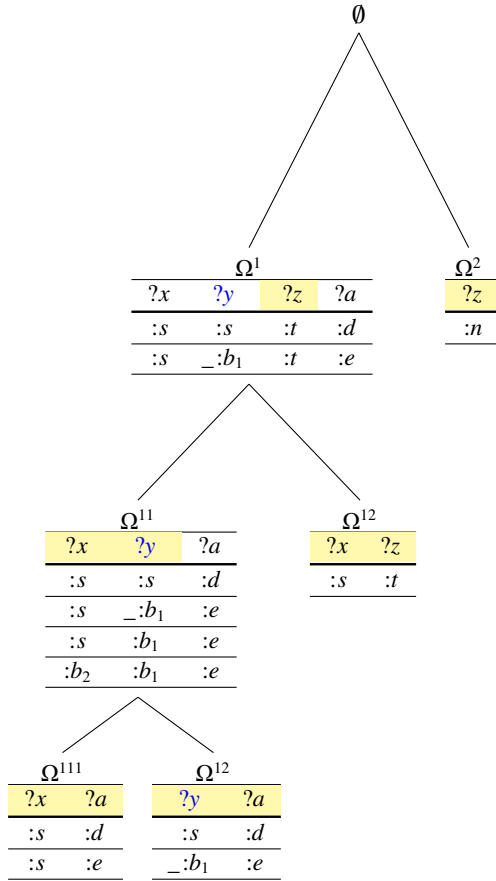 ∅
Ω¹ Ω²
?x ?y ?z ?a ?z
:s :s :t :d :n
:s _:b₁ :t :e
Ω¹¹ Ω¹²
?x ?y ?a ?x ?z
:s :s :d :s :t
:s _:b₁ :e
:s :b₁ :e
:b₂ :b₁ :e
Ω¹¹¹ Ω¹²
?x ?a ?y ?a
:s :d :s :d
:s :e _:b₁ :e